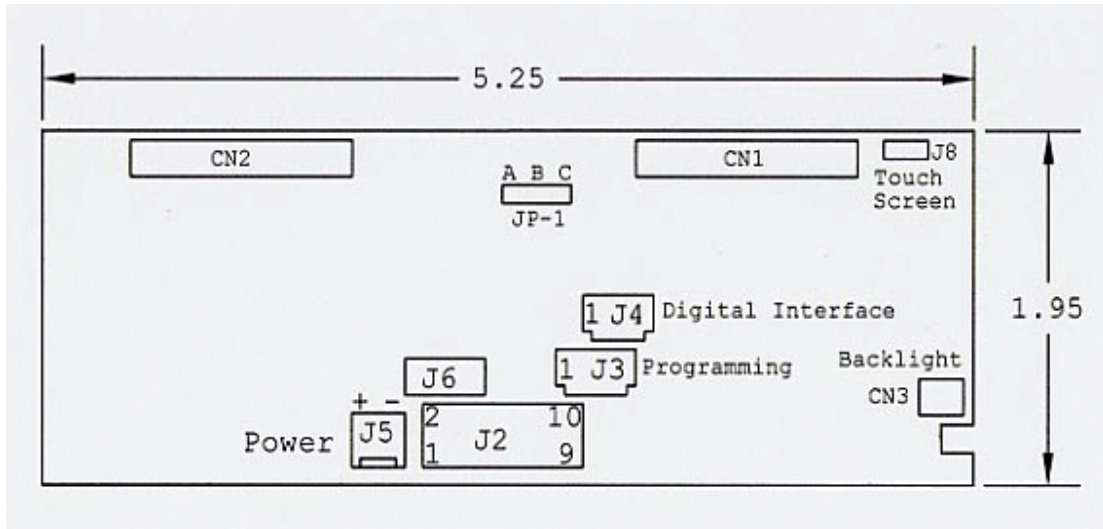 5.25
CN2
CN1
J8
Touch
Screen
A B C
JP-1
1 J4 Digital Interface
1.95
1 J3 Programming
Backlight
CN3
J6
+ -
Power
J5
2 10
J2
1 9